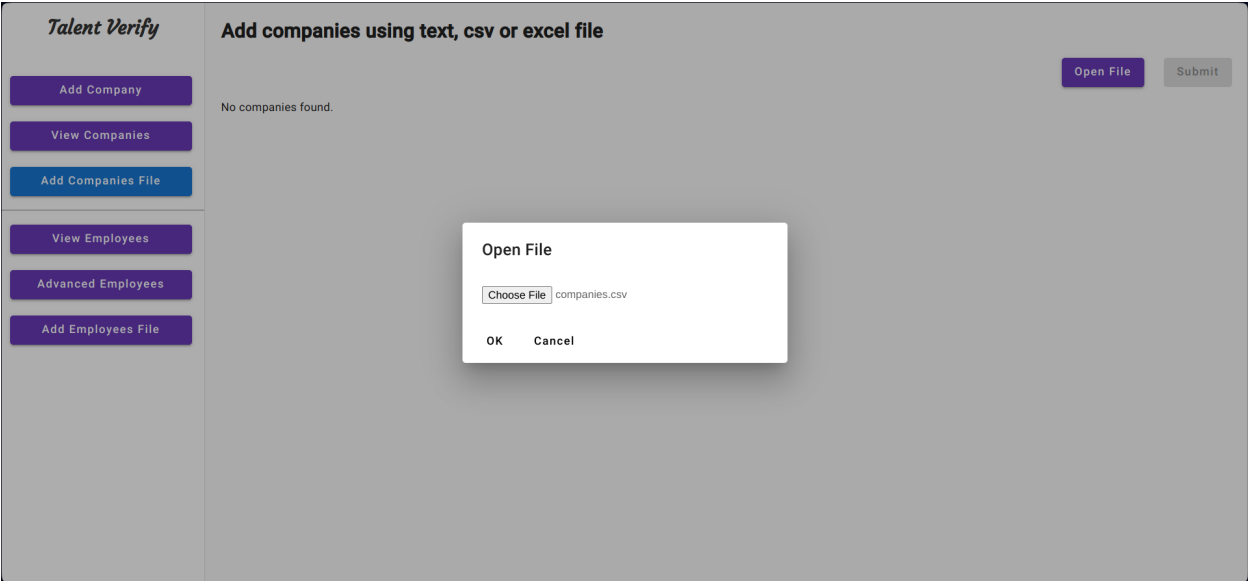 Talent Verify
Add Company
View Companies
Add Companies File
View Employees
Advanced Employees
Add Employees File
Add companies using text, csv or excel file
Open File Submit
No companies found.
Open File
Choose File companies.csv
OK Cancel